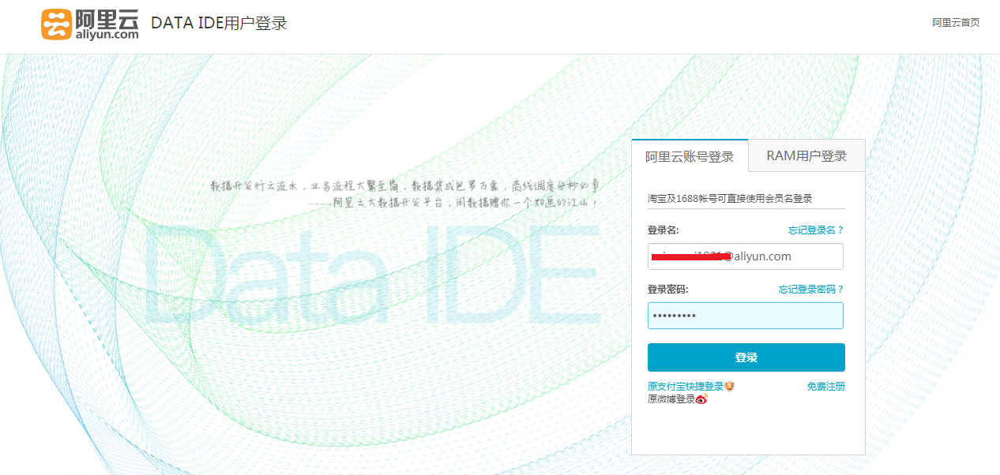 阿里云
aliyun.com
DATA IDE用户登录
阿里云首页
阿里云账号登录
RAM用户登录
数据开发行云流水，业务流程大繁至简，数据集成包罗万象，离线调度分秒必争
-----阿里云大数据开发平台，用数据赠你一个如画的江山！
Data IDE
淘宝及1688帐号可直接使用会员名登录
登录名:
忘记登录名？
@aliyun.com
登录密码:
忘记登录密码？
•••••••••
登录
原支付宝快捷登录
免费注册
原微博登录